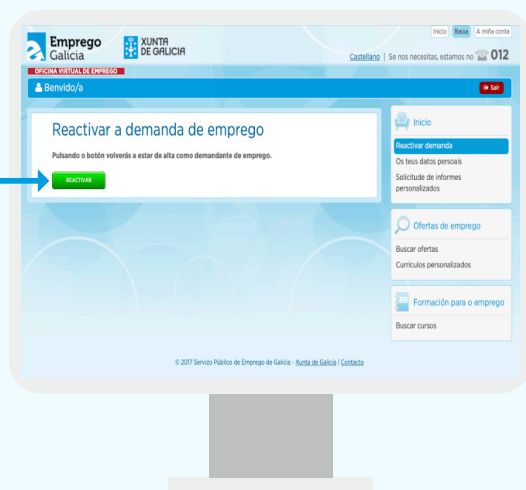 Inicio Baixa A miña conta
Emprego
Galicia
XUNTA
DE GALICIA
Castellano | Se nos necesitas, estamos no 012
OFICINA VIRTUAL DE EMPREGO
Benvido/a
Sair
Reactivar a demanda de emprego
Pulsando o botón volverás a estar de alta como demandante de emprego.
REACTIVAR
Inicio
Reactivar demanda
Os teus datos persoais
Solicitude de informes
personalizados
Ofertas de emprego
Buscar ofertas
Currículos personalizados
Formación para o emprego
Buscar cursos
© 2017 Servizo Público de Emprego de Galicia - Xunta de Galicia | Contacto